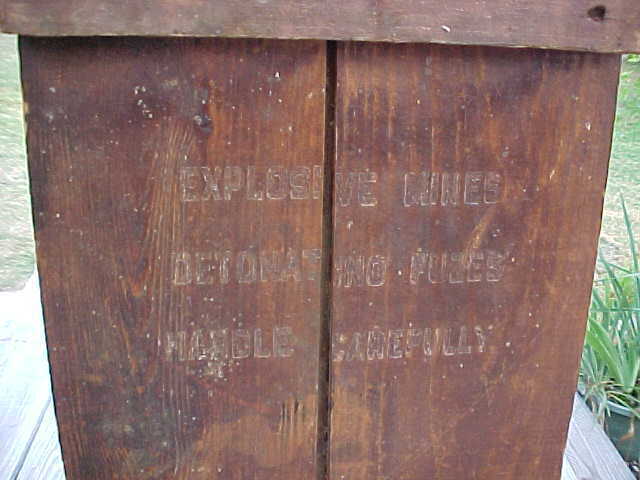 EXPLOSIVE MINES
DETONATING FUZES
HANDLE CAREFULLY